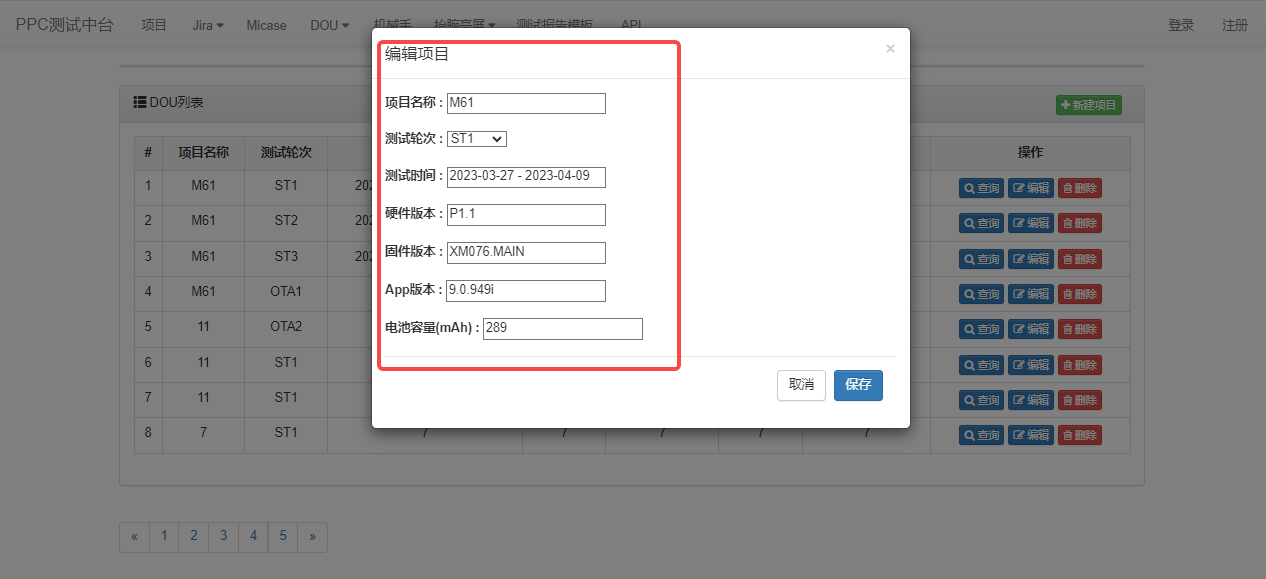 PPC测试中台 项目 Jira Micase DOU 机械手 抬腕亮屏 测试报告模板 API 登录 注册
编辑项目 ×
DOU列表 新建项目
项目名称 : M61
测试轮次 : ST1
测试时间 : 2023-03-27 - 2023-04-09
硬件版本 : P1.1
固件版本 : XM076.MAIN
App版本 : 9.0.949i
电池容量(mAh) : 289
取消 保存
# 项目名称 测试轮次 操作
1 M61 ST1 202 查询 编辑 删除
2 M61 ST2 202 查询 编辑 删除
3 M61 ST3 202 查询 编辑 删除
4 M61 OTA1 查询 编辑 删除
5 11 OTA2 查询 编辑 删除
6 11 ST1 查询 编辑 删除
7 11 ST1 查询 编辑 删除
8 7 ST1 7 7 7 7 7 查询 编辑 删除
« 1 2 3 4 5 »